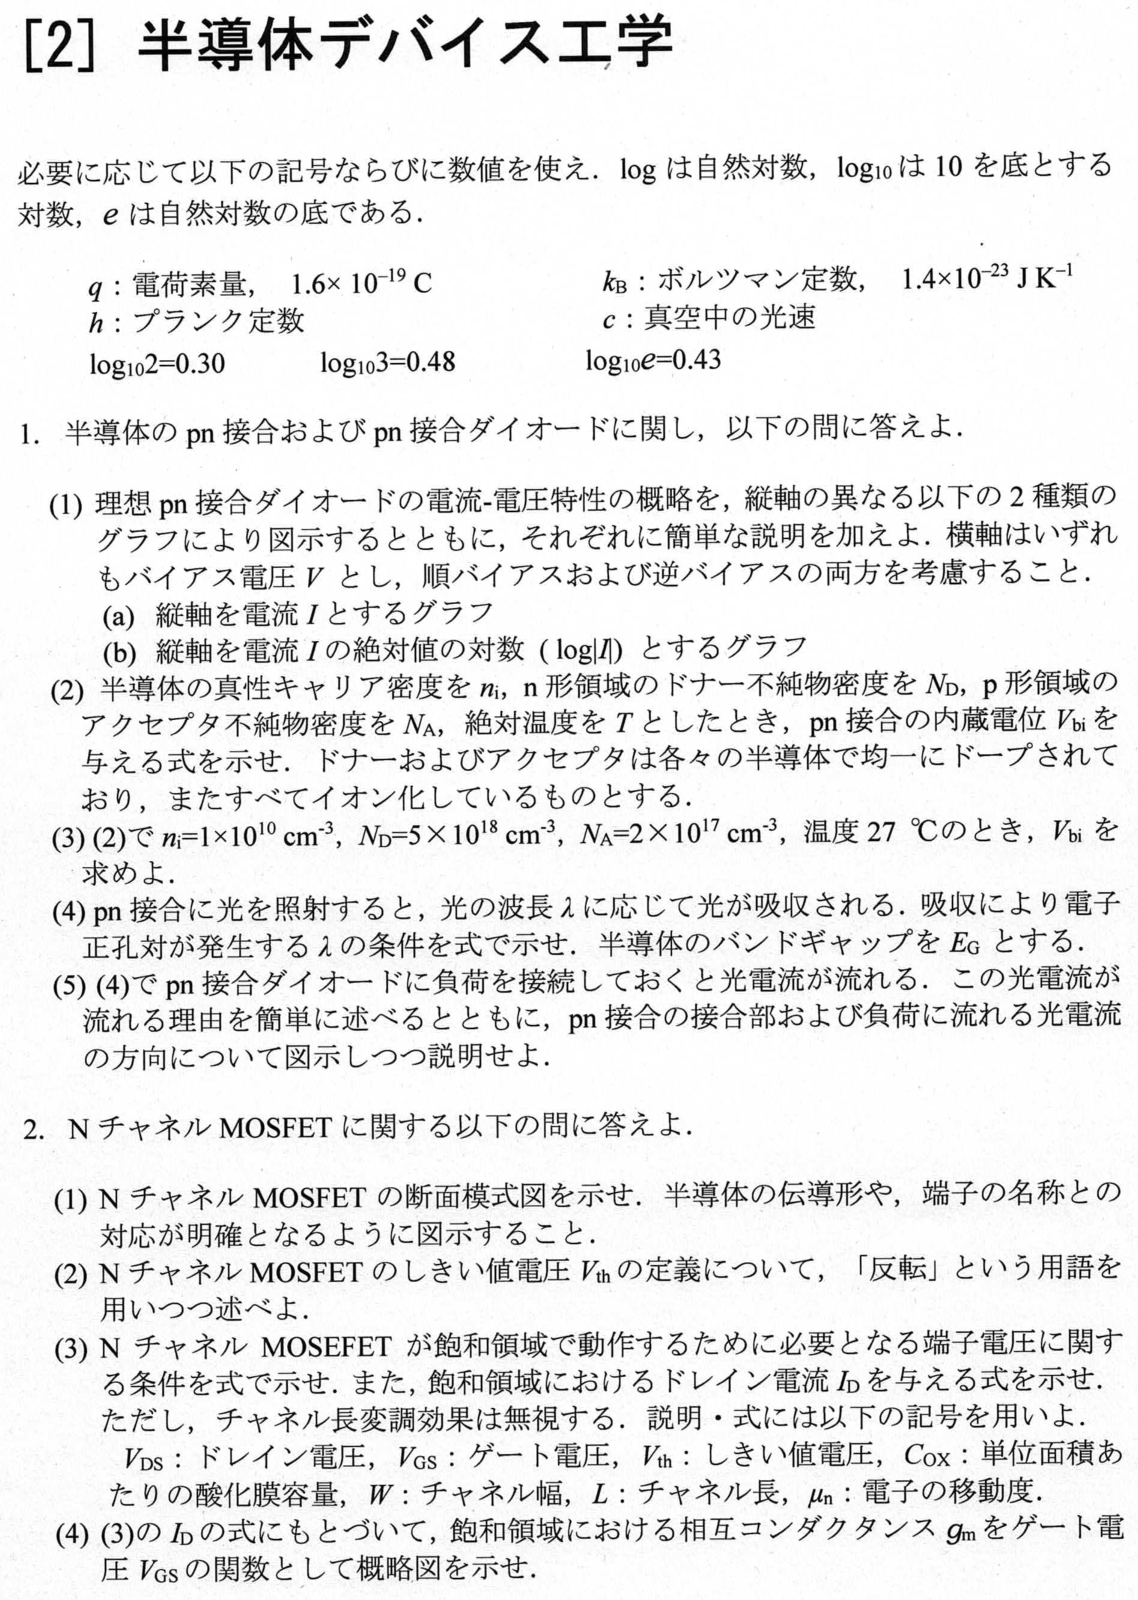 [2] 半導体デバイス工学
必要に応じて以下の記号ならびに数値を使え．log は自然対数，log₁₀は 10 を底とする
対数，e は自然対数の底である．
q：電荷素量， 1.6× 10⁻¹⁹ C kB：ボルツマン定数， 1.4×10⁻²³ J K⁻¹
h：プランク定数 c：真空中の光速
log₁₀2=0.30 log₁₀3=0.48 log₁₀e=0.43
1. 半導体の pn 接合および pn 接合ダイオードに関し，以下の問に答えよ．
(1) 理想 pn 接合ダイオードの電流-電圧特性の概略を，縦軸の異なる以下の 2 種類の
グラフにより図示するとともに，それぞれに簡単な説明を加えよ．横軸はいずれ
もバイアス電圧 V とし，順バイアスおよび逆バイアスの両方を考慮すること．
(a) 縦軸を電流 I とするグラフ
(b) 縦軸を電流 I の絶対値の対数（log|I|）とするグラフ
(2) 半導体の真性キャリア密度を ni，n 形領域のドナー不純物密度を ND，p 形領域の
アクセプタ不純物密度を NA，絶対温度を T としたとき，pn 接合の内蔵電位 Vbi を
与える式を示せ．ドナーおよびアクセプタは各々の半導体で均一にドープされて
おり，またすべてイオン化しているものとする．
(3) (2)で ni=1×10¹⁰ cm⁻³，ND=5×10¹⁸ cm⁻³，NA=2×10¹⁷ cm⁻³，温度 27 ℃のとき，Vbi を
求めよ．
(4) pn 接合に光を照射すると，光の波長 λ に応じて光が吸収される．吸収により電子
正孔対が発生する λ の条件を式で示せ．半導体のバンドギャップを EG とする．
(5) (4)で pn 接合ダイオードに負荷を接続しておくと光電流が流れる．この光電流が
流れる理由を簡単に述べるとともに，pn 接合の接合部および負荷に流れる光電流
の方向について図示しつつ説明せよ．
2. N チャネル MOSFET に関する以下の問に答えよ．
(1) N チャネル MOSFET の断面模式図を示せ．半導体の伝導形や，端子の名称との
対応が明確となるように図示すること．
(2) N チャネル MOSFET のしきい値電圧 Vth の定義について，「反転」という用語を
用いつつ述べよ．
(3) N チャネル MOSEFET が飽和領域で動作するために必要となる端子電圧に関す
る条件を式で示せ．また，飽和領域におけるドレイン電流 ID を与える式を示せ．
ただし，チャネル長変調効果は無視する．説明・式には以下の記号を用いよ．
VDS：ドレイン電圧，VGS：ゲート電圧，Vth：しきい値電圧，COX：単位面積あ
たりの酸化膜容量，W：チャネル幅，L：チャネル長，μn：電子の移動度．
(4) (3)の ID の式にもとづいて，飽和領域における相互コンダクタンス gm をゲート電
圧 VGS の関数として概略図を示せ．